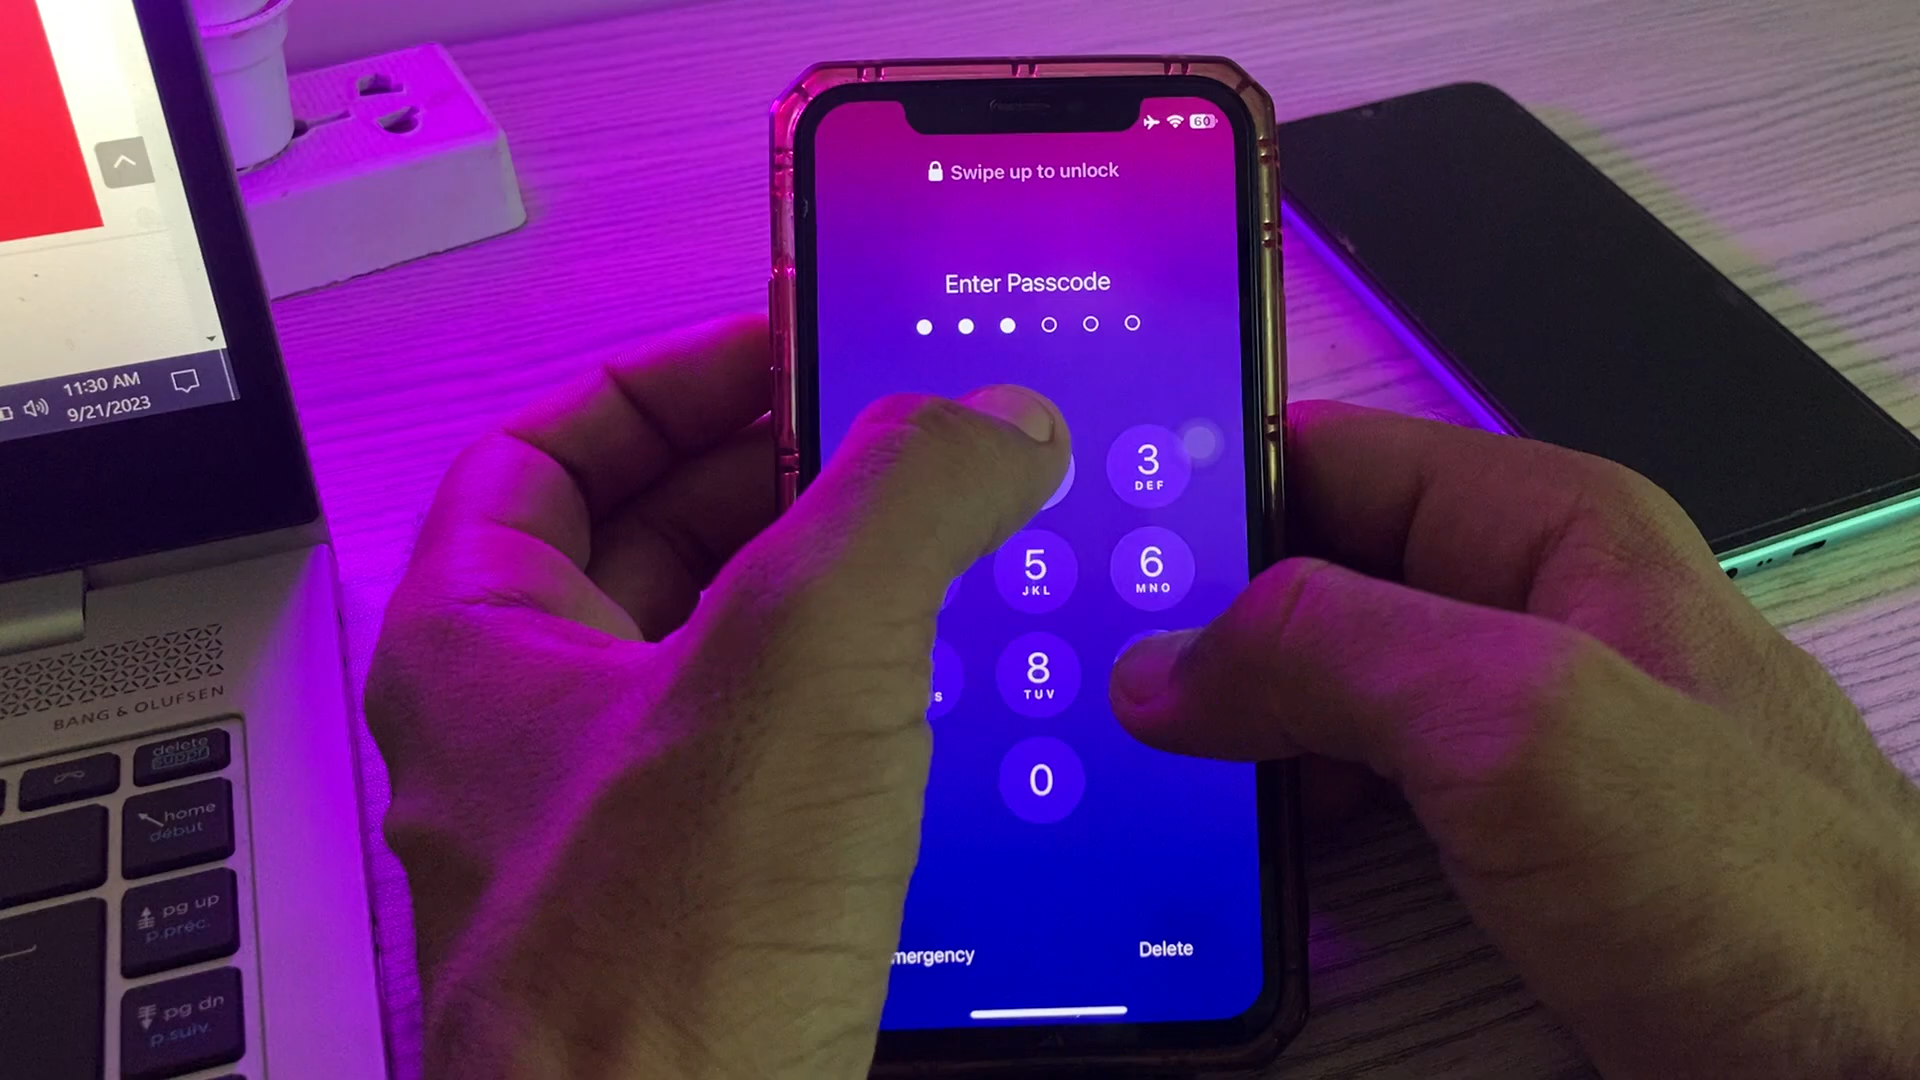 11:30 AM
9/21/2023
BANG & OLUFSEN
delete
suppr
home
début
pg up
p.préc.
pg dn
p.suiv.
60
Swipe up to unlock
Enter Passcode
3
DEF
5
JKL
6
MNO
S
8
TUV
0
mergency
Delete